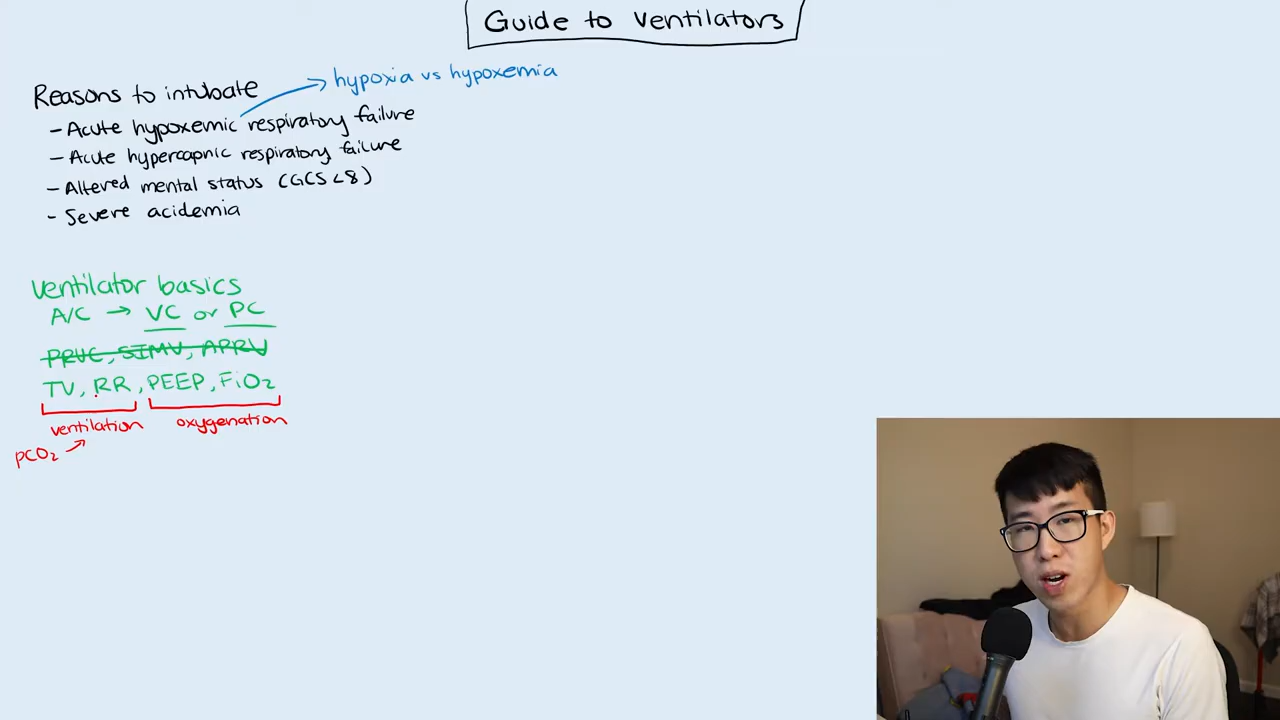 Guide to Ventilators
Reasons to intubate
hypoxia vs hypoxemia
- Acute hypoxemic respiratory failure
- Acute hypercapnic respiratory failure
- Altered mental status (GCS < 8)
- Severe acidemia
Ventilator basics
A/C → VC or PC
PRVC, SIMV, APRV
TV, RR, PEEP, FiO2
ventilation oxygenation
pCO2